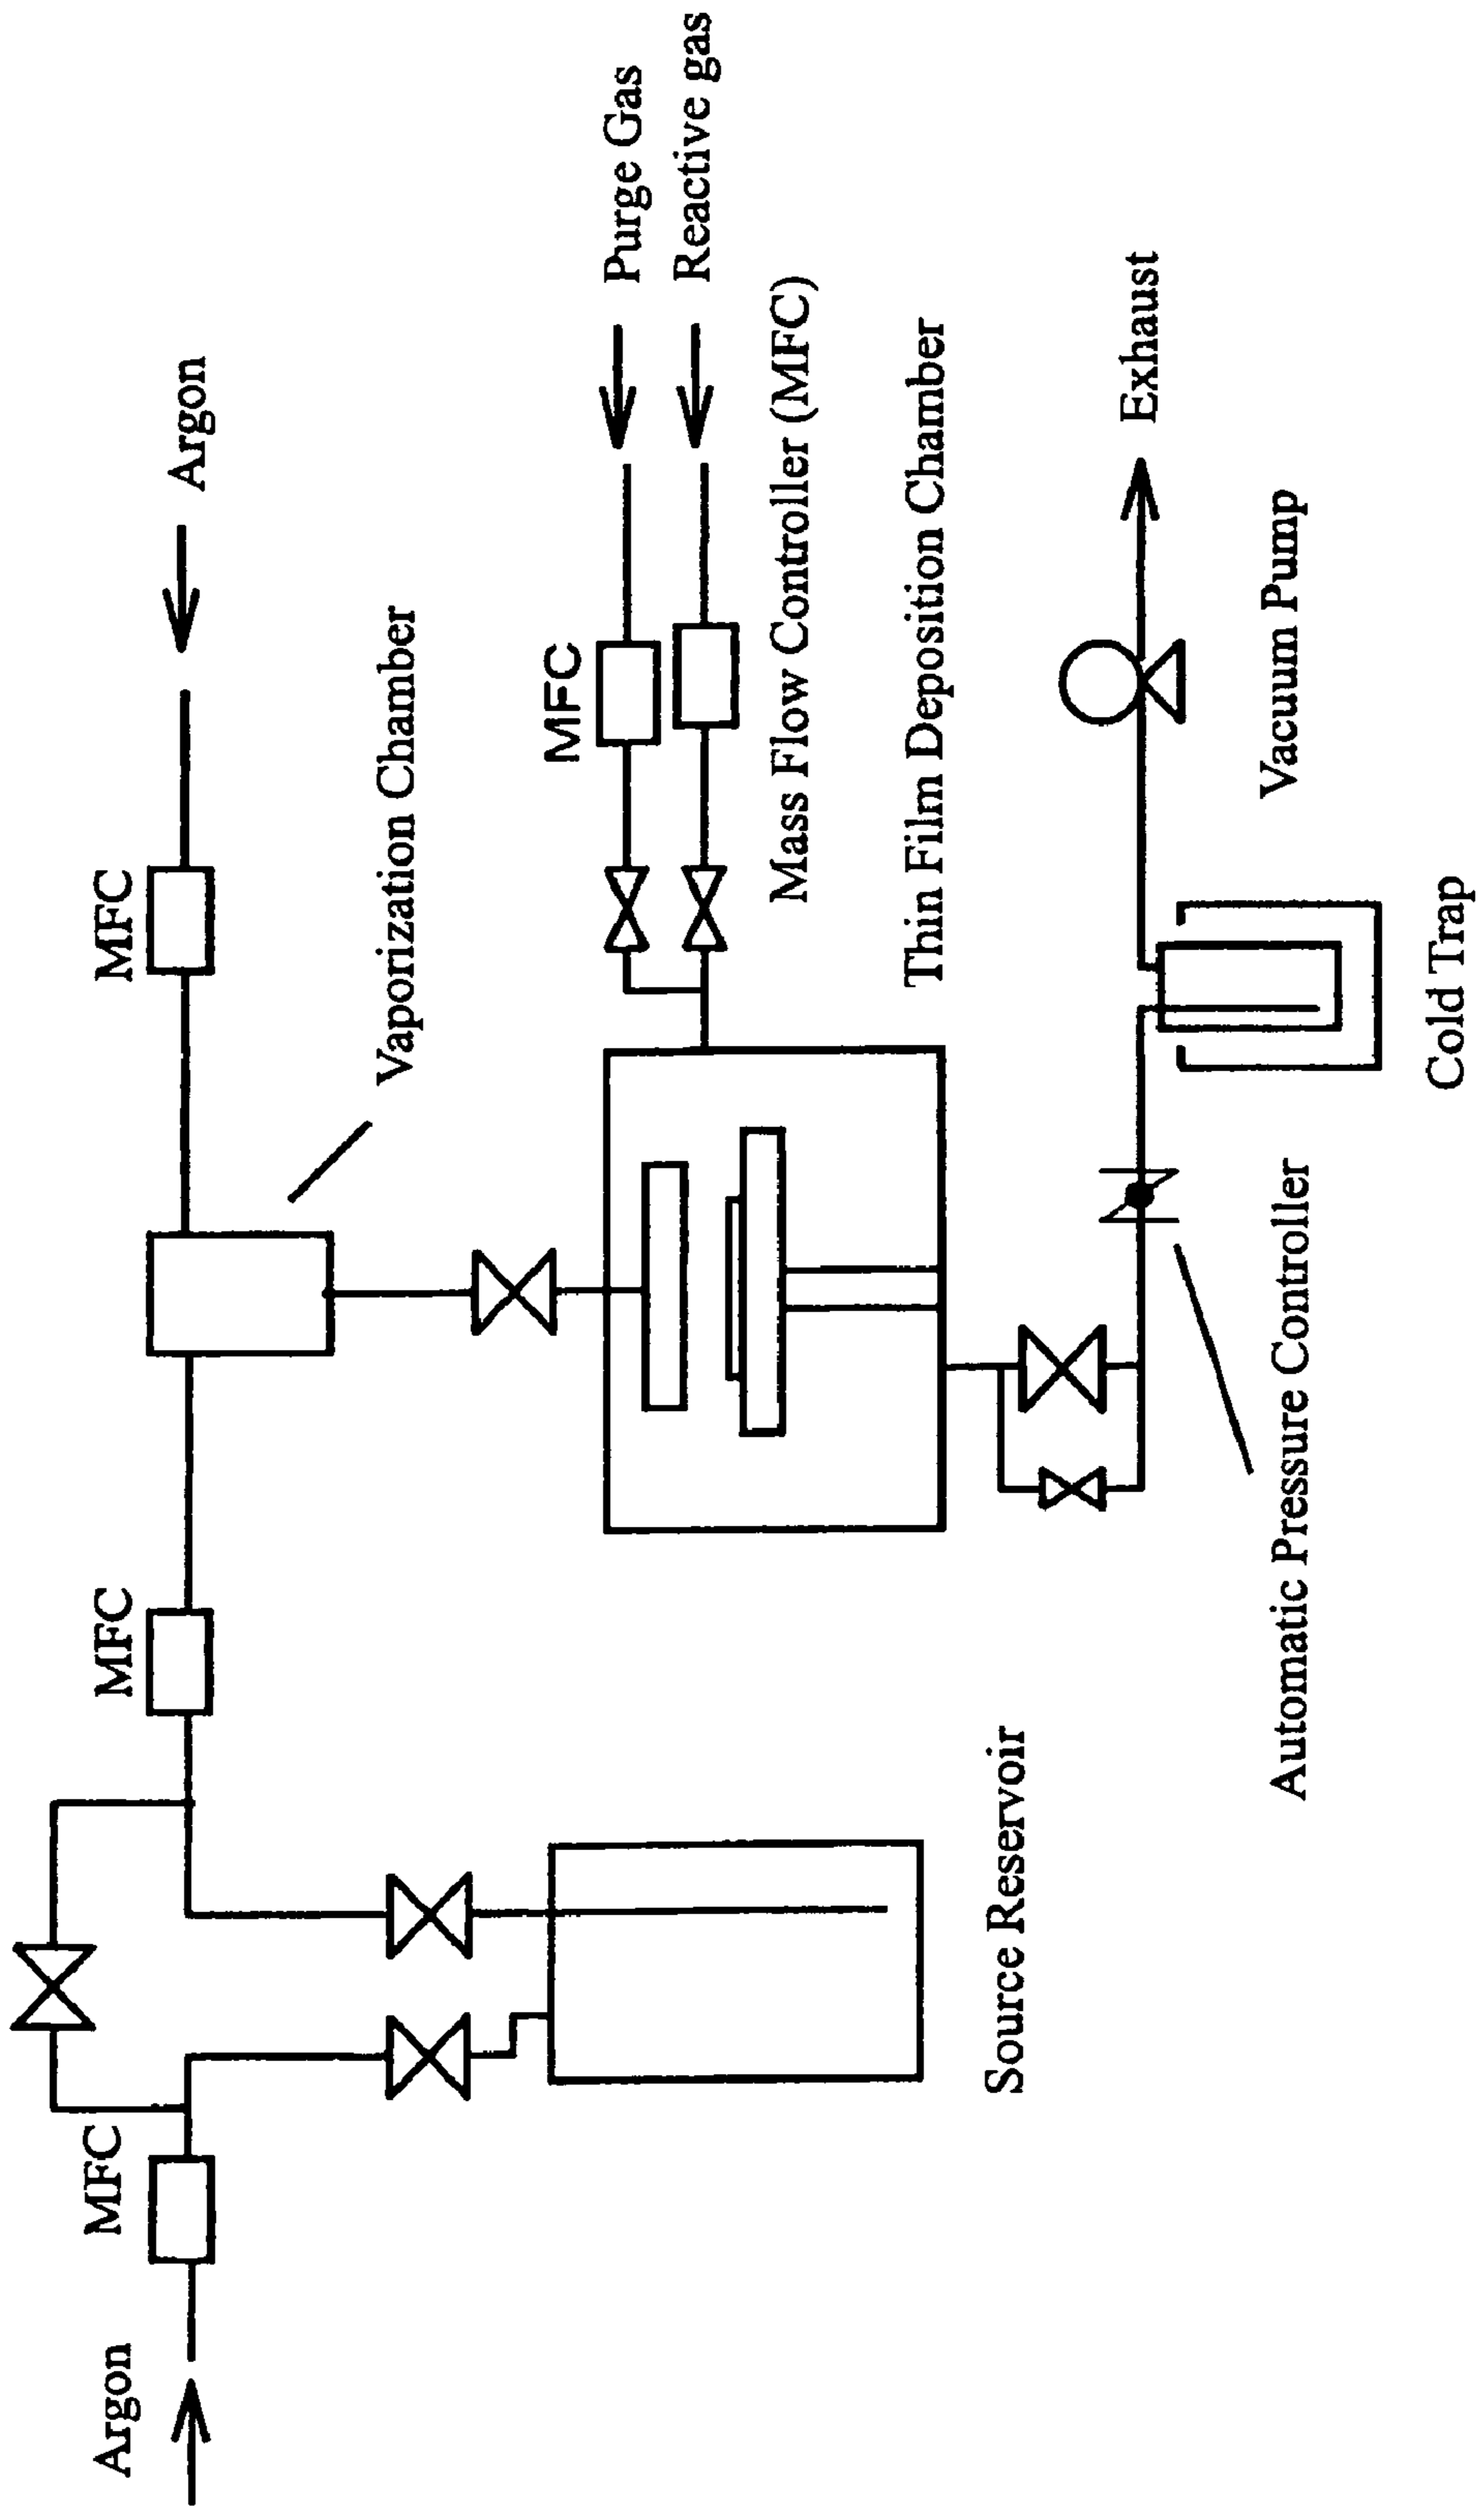 Argon
MFC
MFC
MFC
Argon
Vaporization Chamber
MFC
Purge Gas
Reactive gas
Mass Flow Controller (MFC)
Thin Film Deposition Chamber
Source Reservoir
Exhaust
Automatic Pressure Controller
Vacuum Pump
Cold Trap